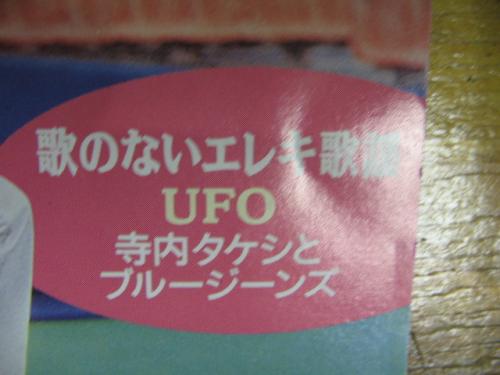 歌のないエレキ歌謡
UFO
寺内タケシと
ブルージーンズ